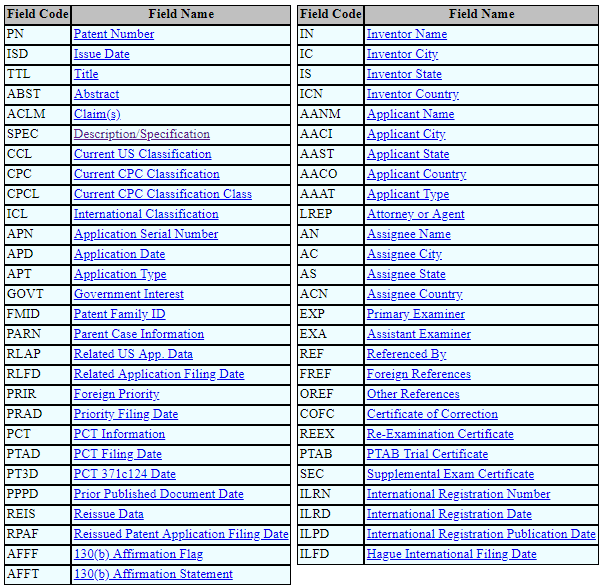 Field Code Field Name
PN Patent Number
ISD Issue Date
TTL Title
ABST Abstract
ACLM Claim(s)
SPEC Description/Specification
CCL Current US Classification
CPC Current CPC Classification
CPCL Current CPC Classification Class
ICL International Classification
APN Application Serial Number
APD Application Date
APT Application Type
GOVT Government Interest
FMID Patent Family ID
PARN Parent Case Information
RLAP Related US App. Data
RLFD Related Application Filing Date
PRIR Foreign Priority
PRAD Priority Filing Date
PCT PCT Information
PTAD PCT Filing Date
PT3D PCT 371c124 Date
PPPD Prior Published Document Date
REIS Reissue Data
RPAF Reissued Patent Application Filing Date
AFFF 130(b) Affirmation Flag
AFFT 130(b) Affirmation Statement
Field Code Field Name
IN Inventor Name
IC Inventor City
IS Inventor State
ICN Inventor Country
AANM Applicant Name
AACI Applicant City
AAST Applicant State
AACO Applicant Country
AAAT Applicant Type
LREP Attorney or Agent
AN Assignee Name
AC Assignee City
AS Assignee State
ACN Assignee Country
EXP Primary Examiner
EXA Assistant Examiner
REF Referenced By
FREF Foreign References
OREF Other References
COFC Certificate of Correction
REEX Re-Examination Certificate
PTAB PTAB Trial Certificate
SEC Supplemental Exam Certificate
ILRN International Registration Number
ILRD International Registration Date
ILPD International Registration Publication Date
ILFD Hague International Filing Date